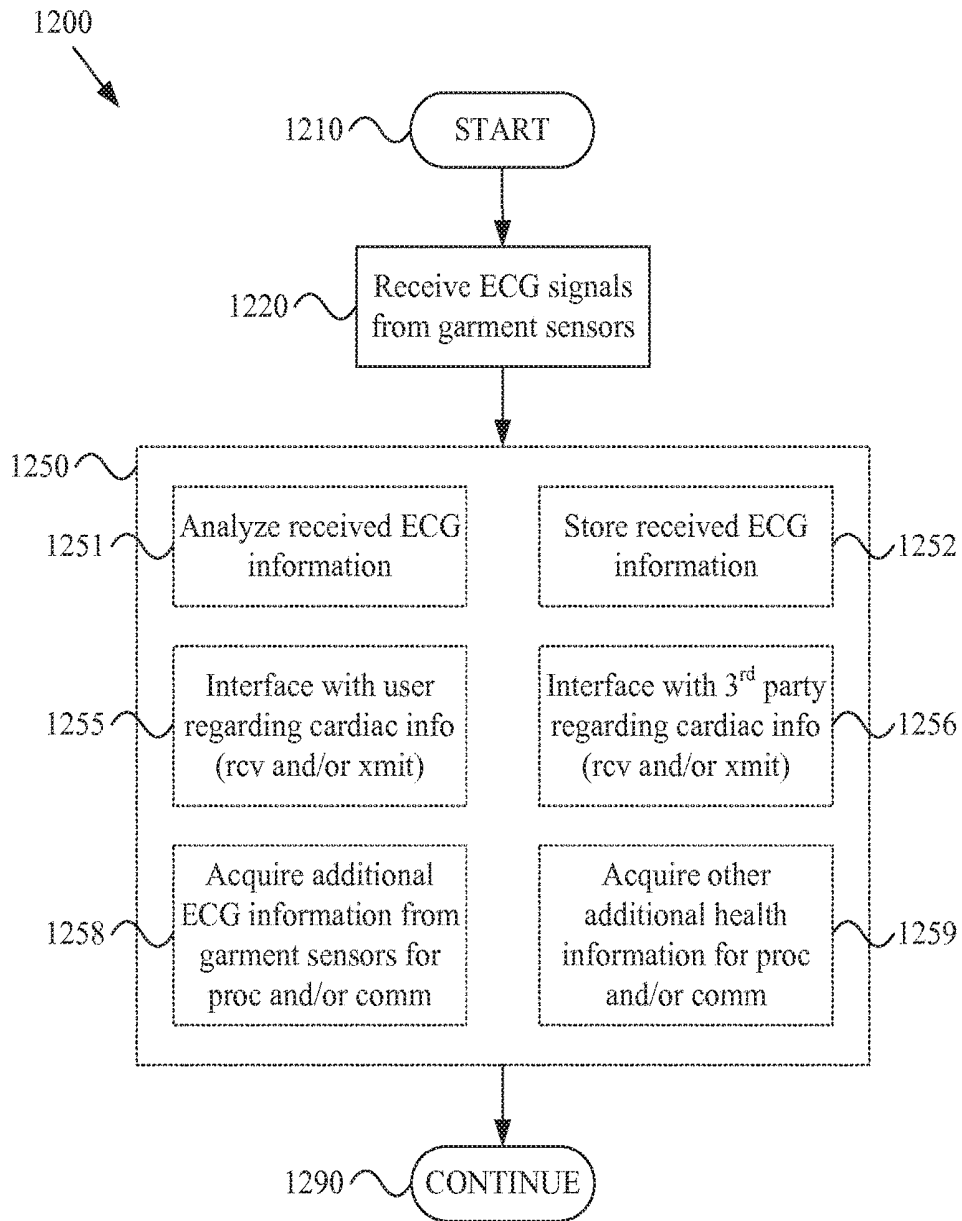 1200
1210
START
1220
Receive ECG signals
from garment sensors
1250
1251
Analyze received ECG
information
Store received ECG
information
1252
1255
Interface with user
regarding cardiac info
(rcv and/or xmit)
Interface with 3rd party
regarding cardiac info
(rcv and/or xmit)
1256
1258
Acquire additional
ECG information from
garment sensors for
proc and/or comm
Acquire other
additional health
information for proc
and/or comm
1259
1290
CONTINUE